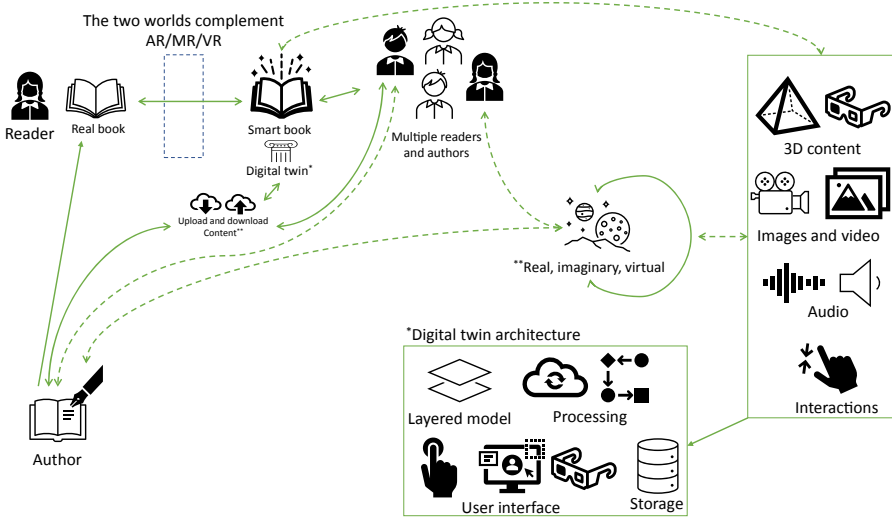 The two worlds complement
AR/MR/VR
Reader
Real book
Smart book
Digital twin*
Multiple readers
and authors
Upload and download
Content**
**Real, imaginary, virtual
3D content
Images and video
Audio
Interactions
*Digital twin architecture
Layered model
Processing
User interface
Storage
Author